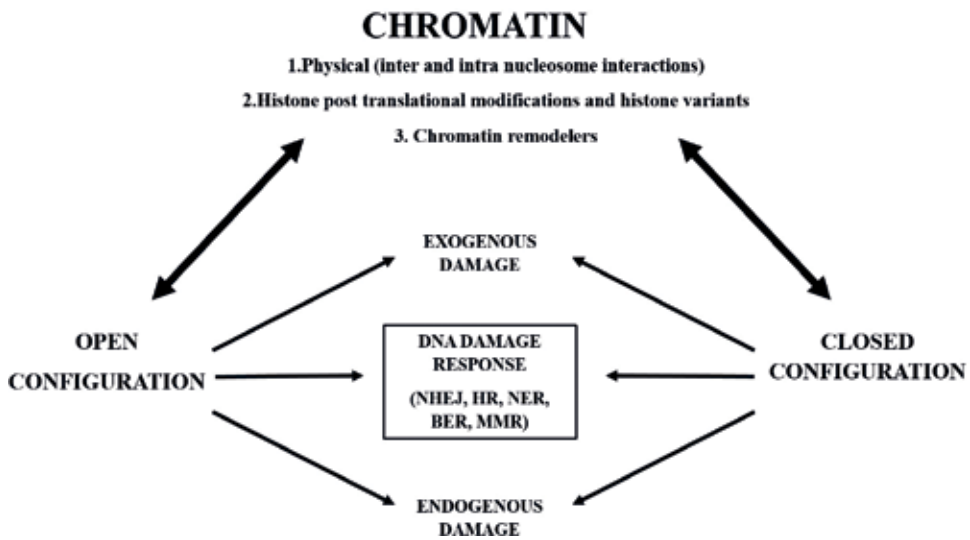 CHROMATIN
1.Physical (inter and intra nucleosome interactions)
2.Histone post translational modifications and histone variants
3. Chromatin remodelers
EXOGENOUS
DAMAGE
OPEN
CONFIGURATION
DNA DAMAGE
RESPONSE
(NHEJ, HR, NER,
BER, MMR)
CLOSED
CONFIGURATION
ENDOGENOUS
DAMAGE